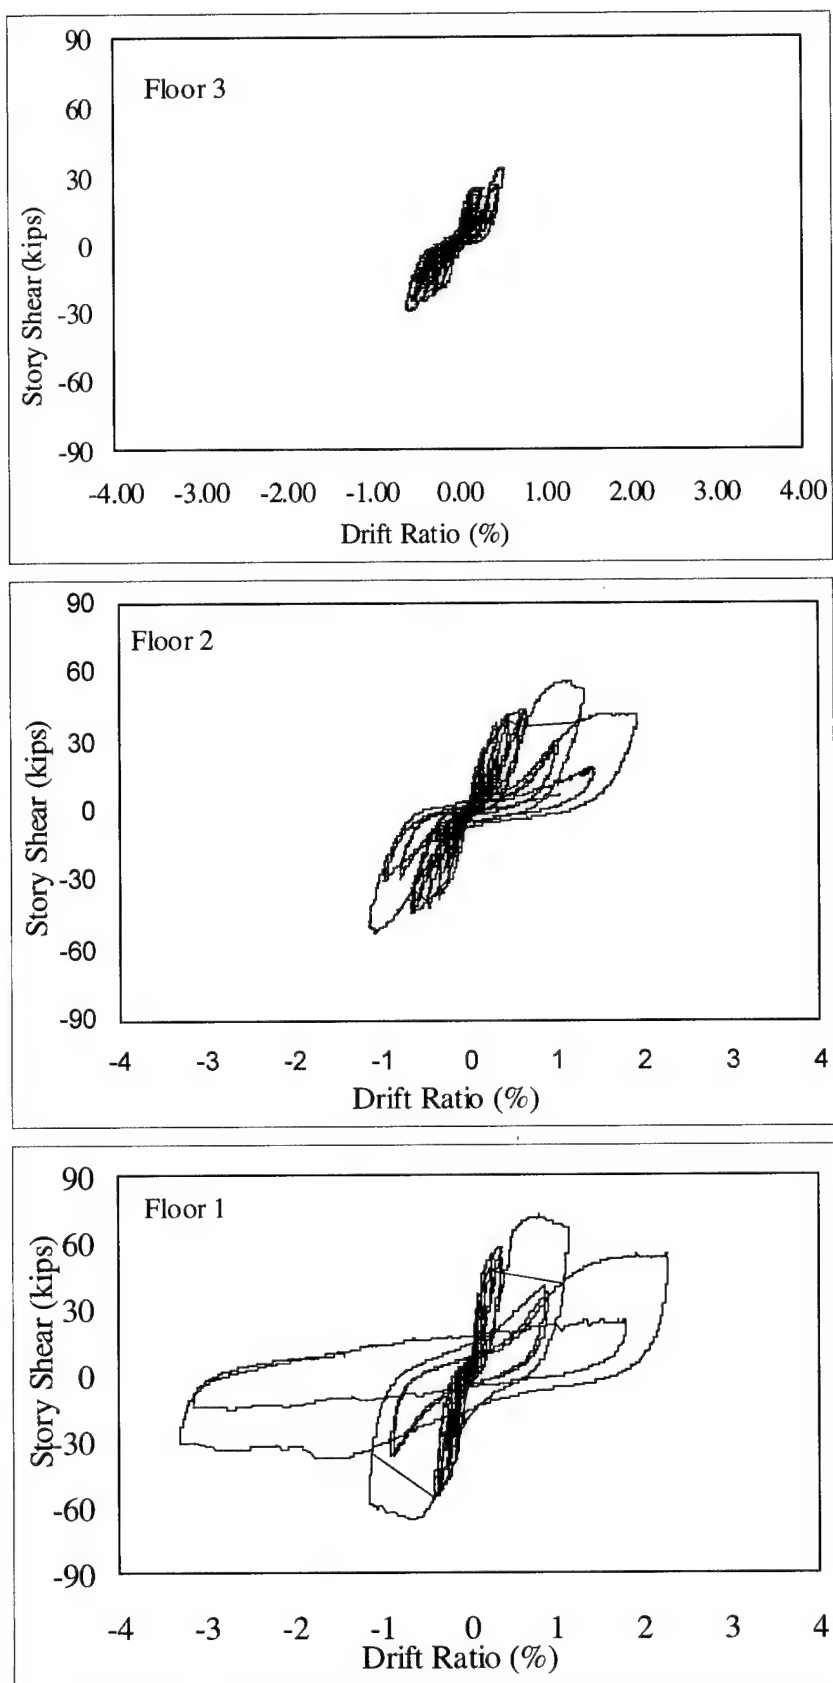 90
Floor 3
60
30
0
-30
-60
-90
Story Shear (kips)
-4.00 -3.00 -2.00 -1.00 0.00 1.00 2.00 3.00 4.00
Drift Ratio (%)
90
Floor 2
60
30
0
-30
-60
-90
Story Shear (kips)
-4 -3 -2 -1 0 1 2 3 4
Drift Ratio (%)
90
Floor 1
60
30
0
-30
-60
-90
Story Shear (kips)
-4 -3 -2 -1 0 1 2 3 4
Drift Ratio (%)